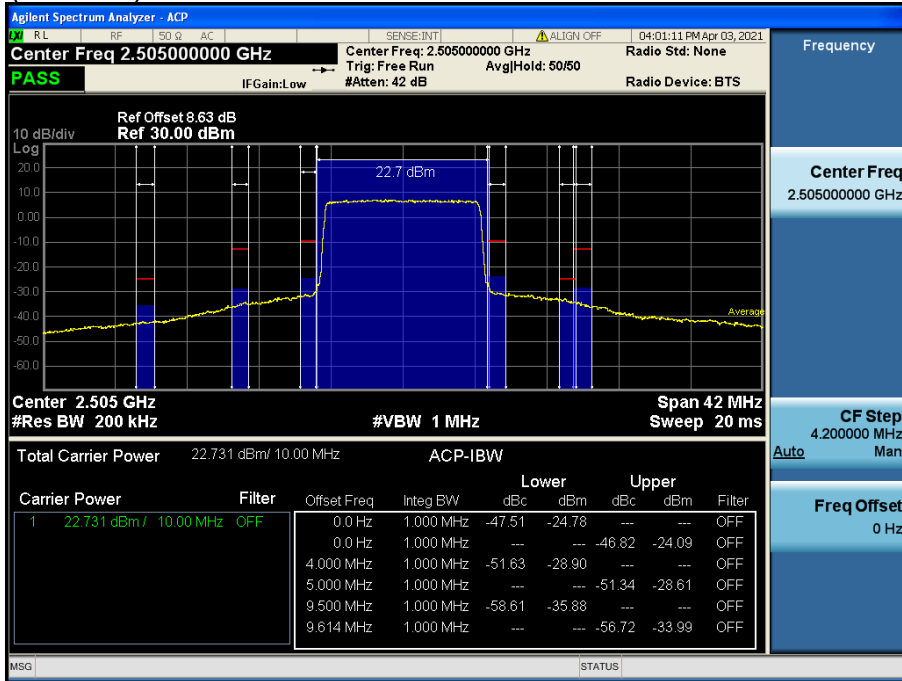 Agilent Spectrum Analyzer - ACP
LXI RL RF 50 Ω AC SENSE:INT ALIGN OFF 04:01:11 PM Apr 03, 2021
Center Freq 2.505000000 GHz
Center Freq: 2.505000000 GHz Radio Std: None
Trig: Free Run Avg|Hold: 50/50
PASS IFGain:Low #Atten: 42 dB Radio Device: BTS
Ref Offset 8.63 dB
10 dB/div Ref 30.00 dBm
Log
22.7 dBm
20.0
10.0
0.00
-10.0
-20.0
-30.0
-40.0
Average
-50.0
-60.0
Center 2.505 GHz Span 42 MHz
#Res BW 200 kHz #VBW 1 MHz Sweep 20 ms
Total Carrier Power 22.731 dBm/ 10.00 MHz ACP-IBW
Lower Upper
Carrier Power Filter Offset Freq Integ BW dBc dBm dBc dBm Filter
1 22.731 dBm / 10.00 MHz OFF 0.0 Hz 1.000 MHz -47.51 -24.78 --- --- OFF
0.0 Hz 1.000 MHz --- --- -46.82 -24.09 OFF
4.000 MHz 1.000 MHz -51.63 -28.90 --- --- OFF
5.000 MHz 1.000 MHz --- --- -51.34 -28.61 OFF
9.500 MHz 1.000 MHz -58.61 -35.88 --- --- OFF
9.614 MHz 1.000 MHz --- --- -56.72 -33.99 OFF
MSG STATUS
Frequency
Center Freq
2.505000000 GHz
CF Step
4.200000 MHz
Auto Man
Freq Offset
0 Hz